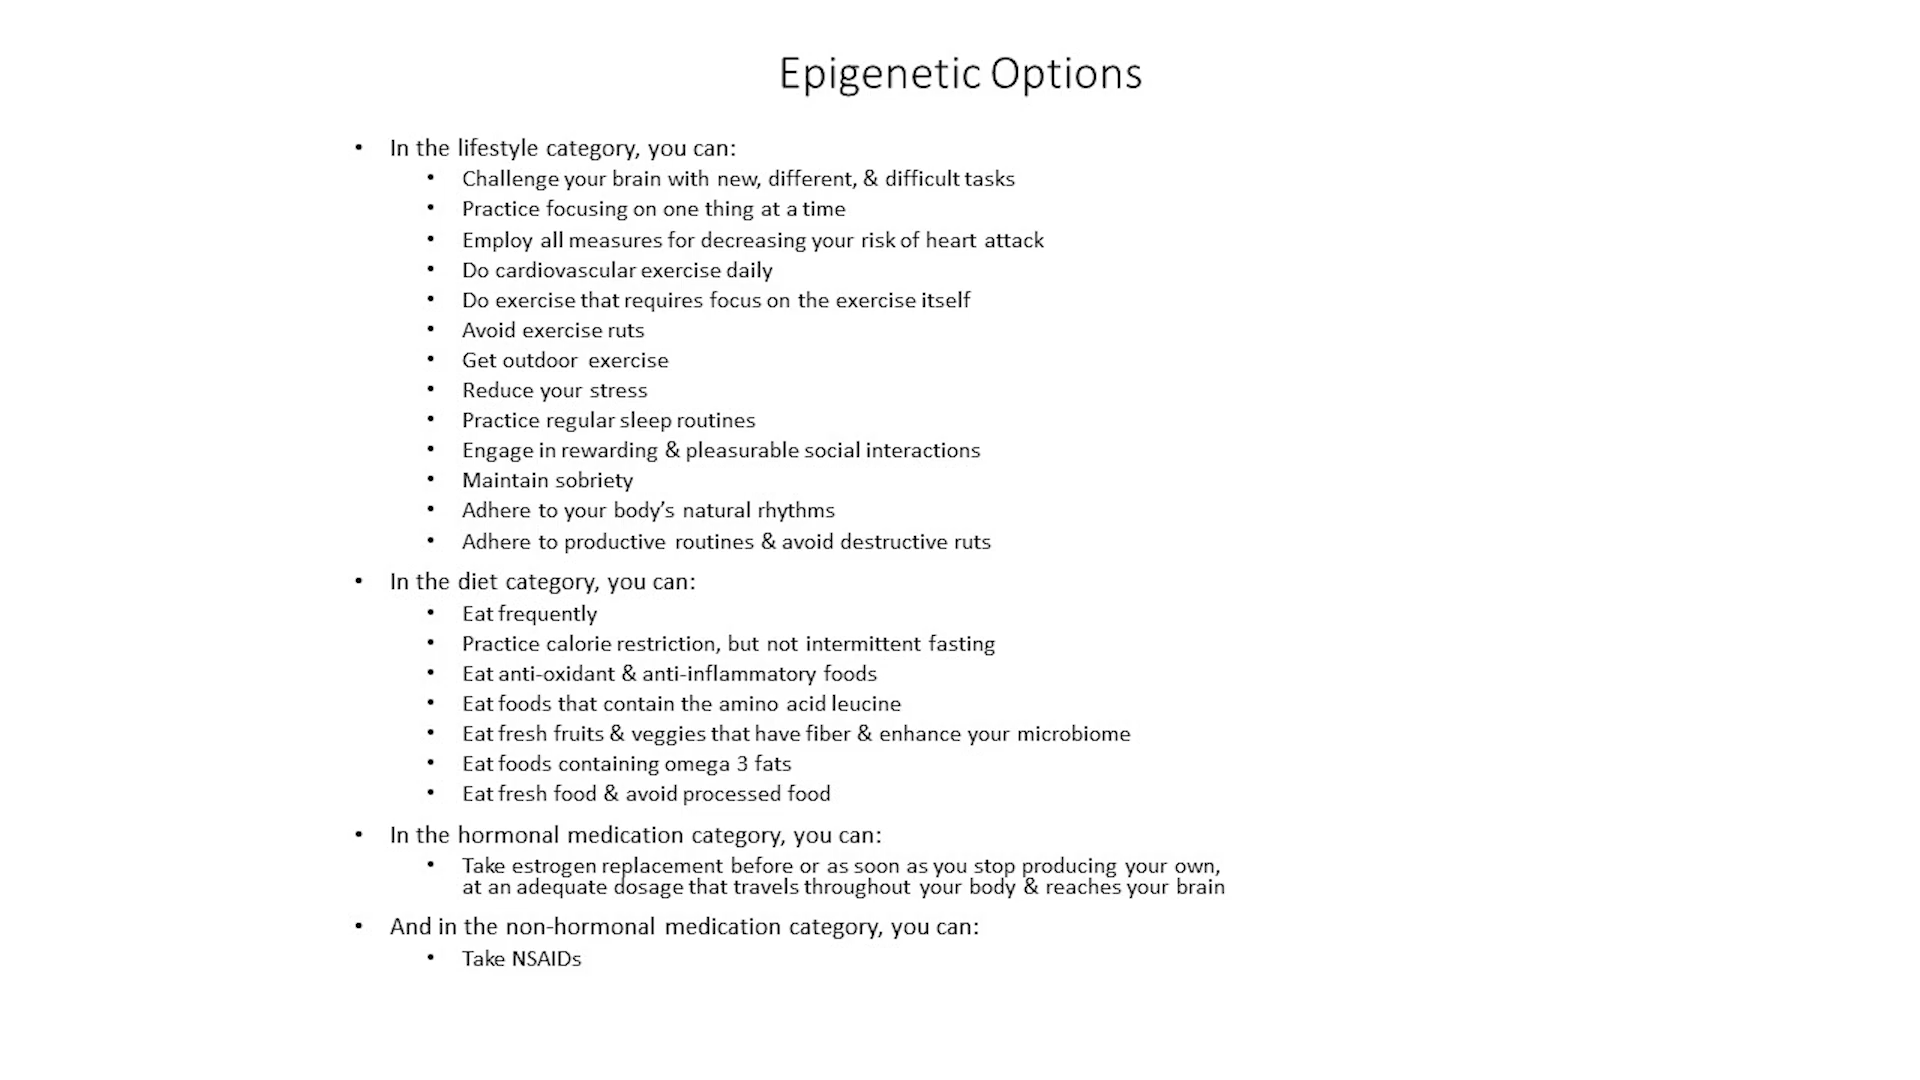 Epigenetic Options
• In the lifestyle category, you can:
• Challenge your brain with new, different, & difficult tasks
• Practice focusing on one thing at a time
• Employ all measures for decreasing your risk of heart attack
• Do cardiovascular exercise daily
• Do exercise that requires focus on the exercise itself
• Avoid exercise ruts
• Get outdoor exercise
• Reduce your stress
• Practice regular sleep routines
• Engage in rewarding & pleasurable social interactions
• Maintain sobriety
• Adhere to your body’s natural rhythms
• Adhere to productive routines & avoid destructive ruts
• In the diet category, you can:
• Eat frequently
• Practice calorie restriction, but not intermittent fasting
• Eat anti-oxidant & anti-inflammatory foods
• Eat foods that contain the amino acid leucine
• Eat fresh fruits & veggies that have fiber & enhance your microbiome
• Eat foods containing omega 3 fats
• Eat fresh food & avoid processed food
• In the hormonal medication category, you can:
• Take estrogen replacement before or as soon as you stop producing your own,
at an adequate dosage that travels throughout your body & reaches your brain
• And in the non-hormonal medication category, you can:
• Take NSAIDs